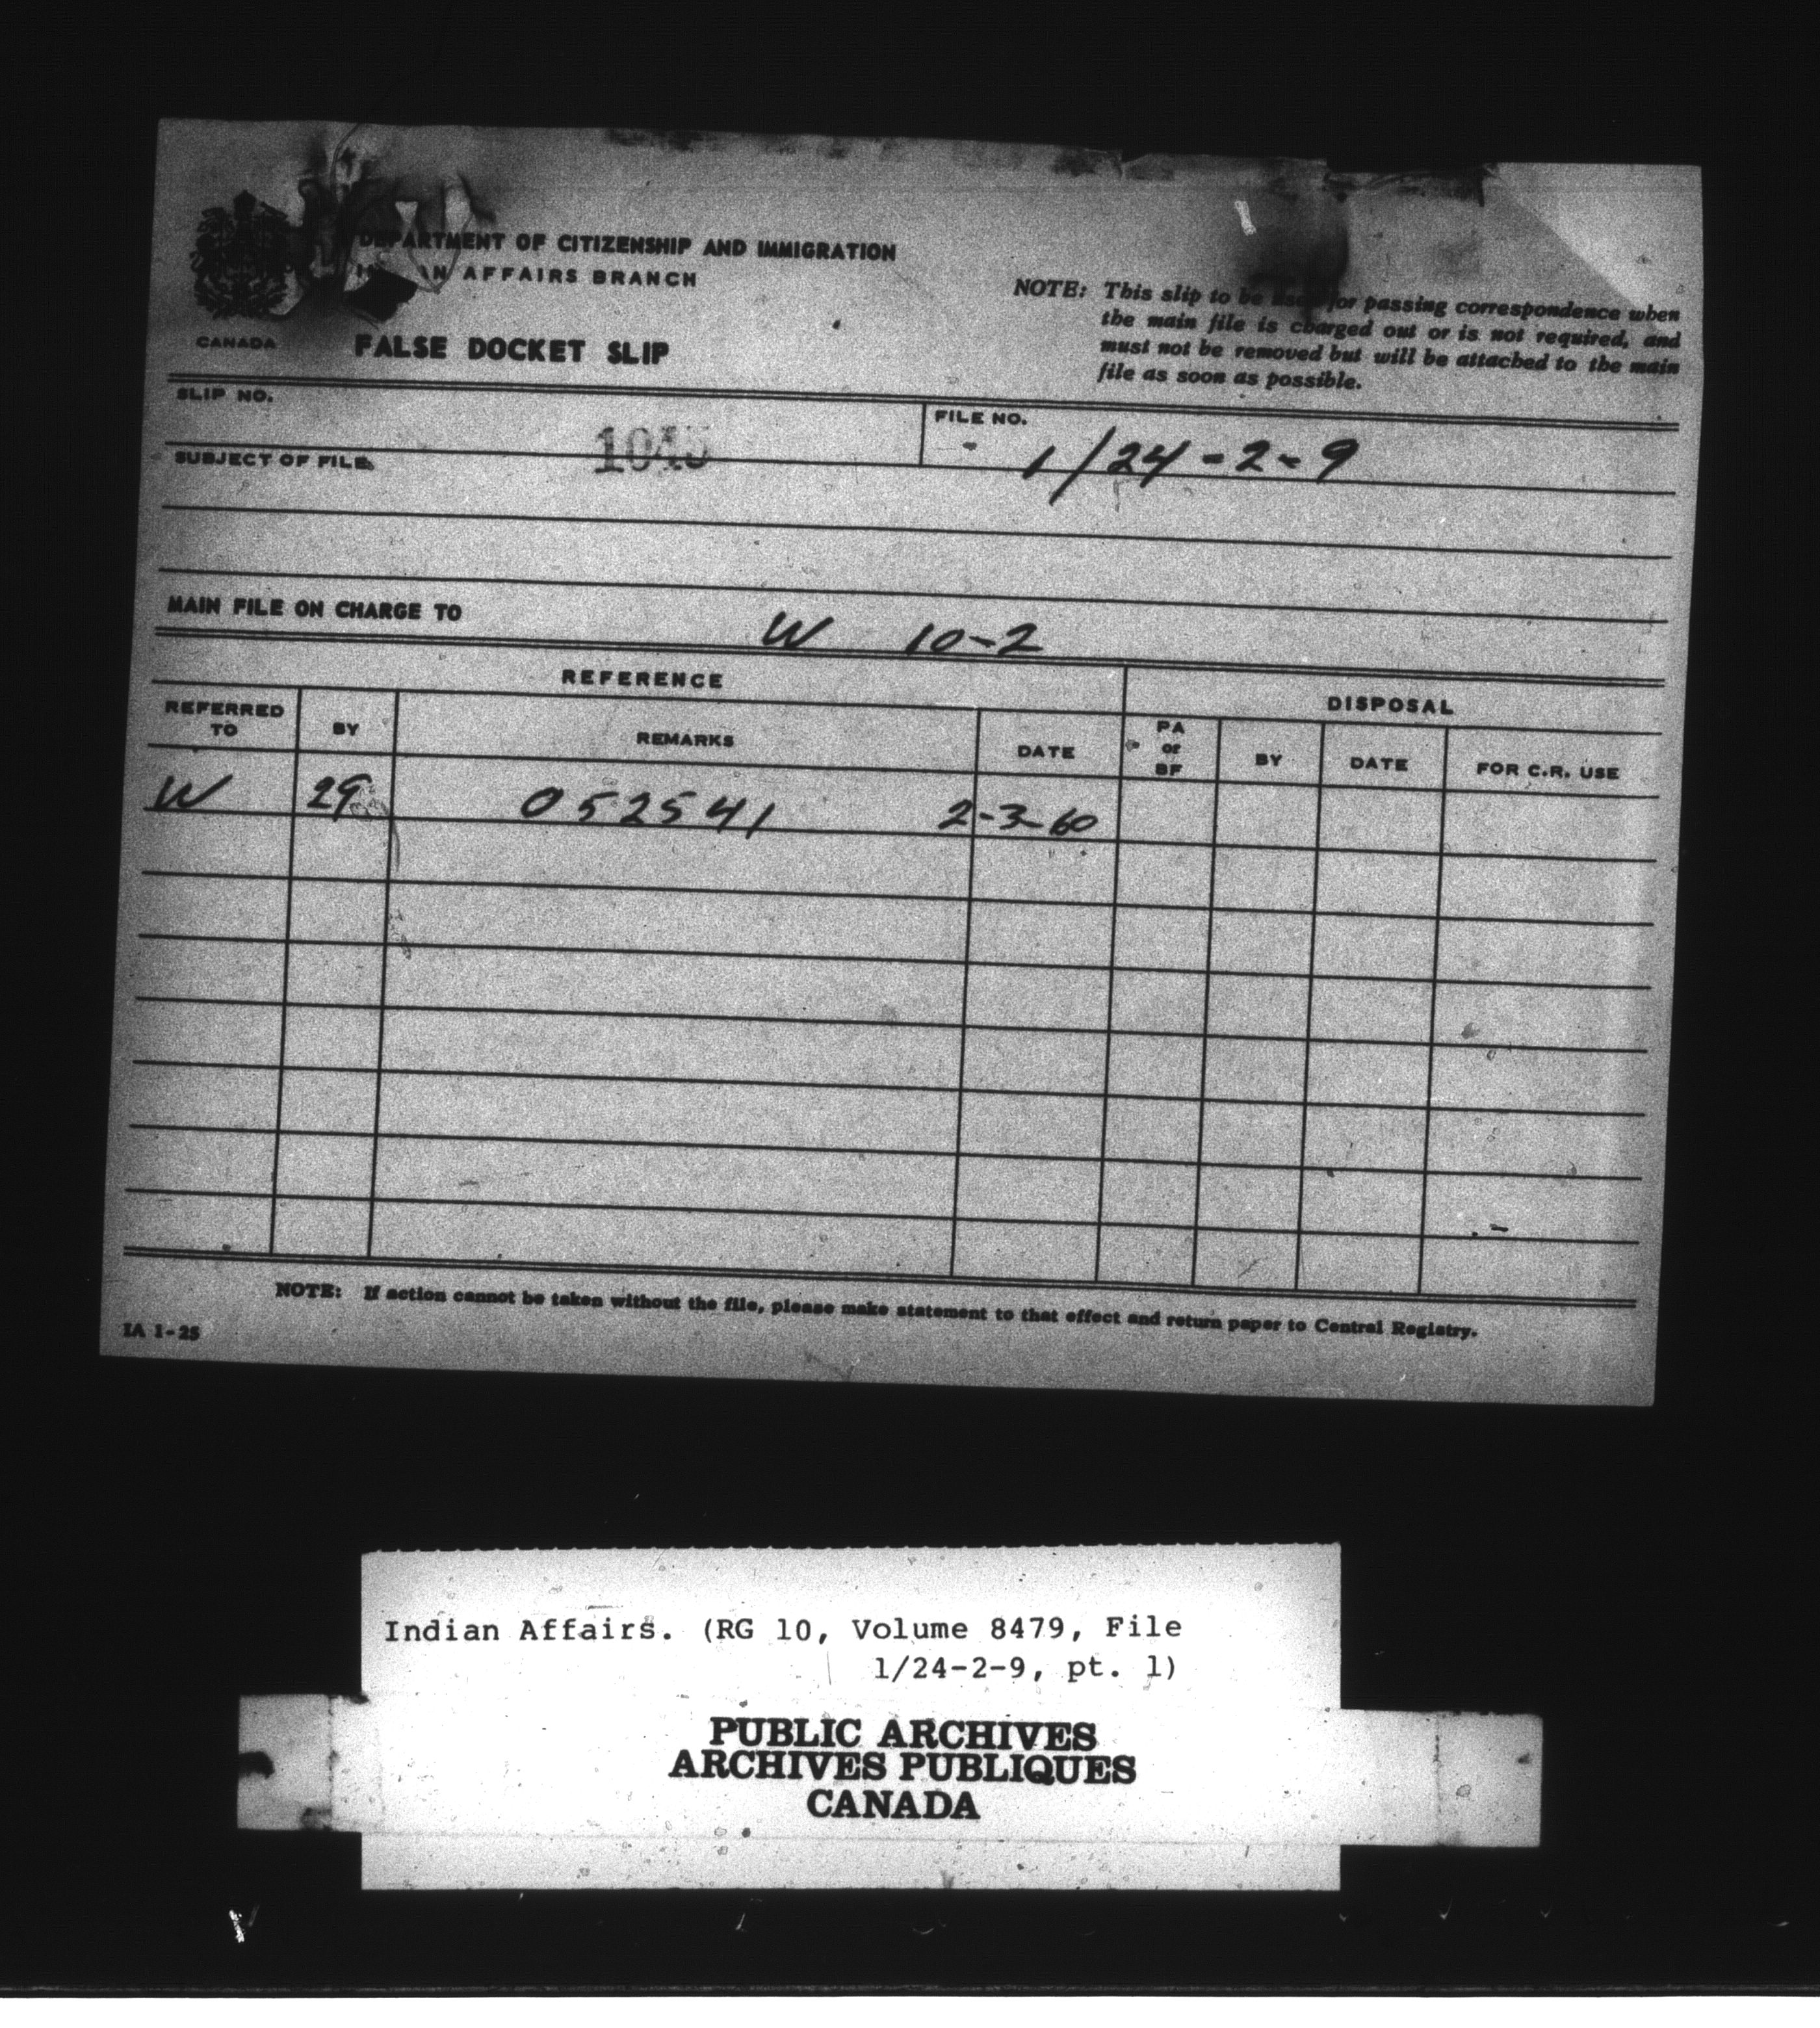 DEPARTMENT OF CITIZENSHIP AND IMMIGRATION
AFFAIRS BRANCH
CANADA
FALSE DOCKET SLIP
NOTE: This slip to be used for passing correspondence when
the main file is charged out or is not required, and
must not be removed but will be attached to the main
file as soon as possible.
SLIP NO.
FILE NO.
1/24-2-9
SUBJECT OF FILE
MAIN FILE ON CHARGE TO
W 10-2
REFERENCE
DISPOSAL
REFERRED TO
BY
REMARKS
DATE
PA or BF
BY
DATE
FOR C.R. USE
W 29 052541 2-3-60
NOTE: If action cannot be taken without the file, please make statement to that effect and return paper to Central Registry.
IA 1-25
Indian Affairs. (RG 10, Volume 8479, File
1/24-2-9, pt. 1)
PUBLIC ARCHIVES
ARCHIVES PUBLIQUES
CANADA